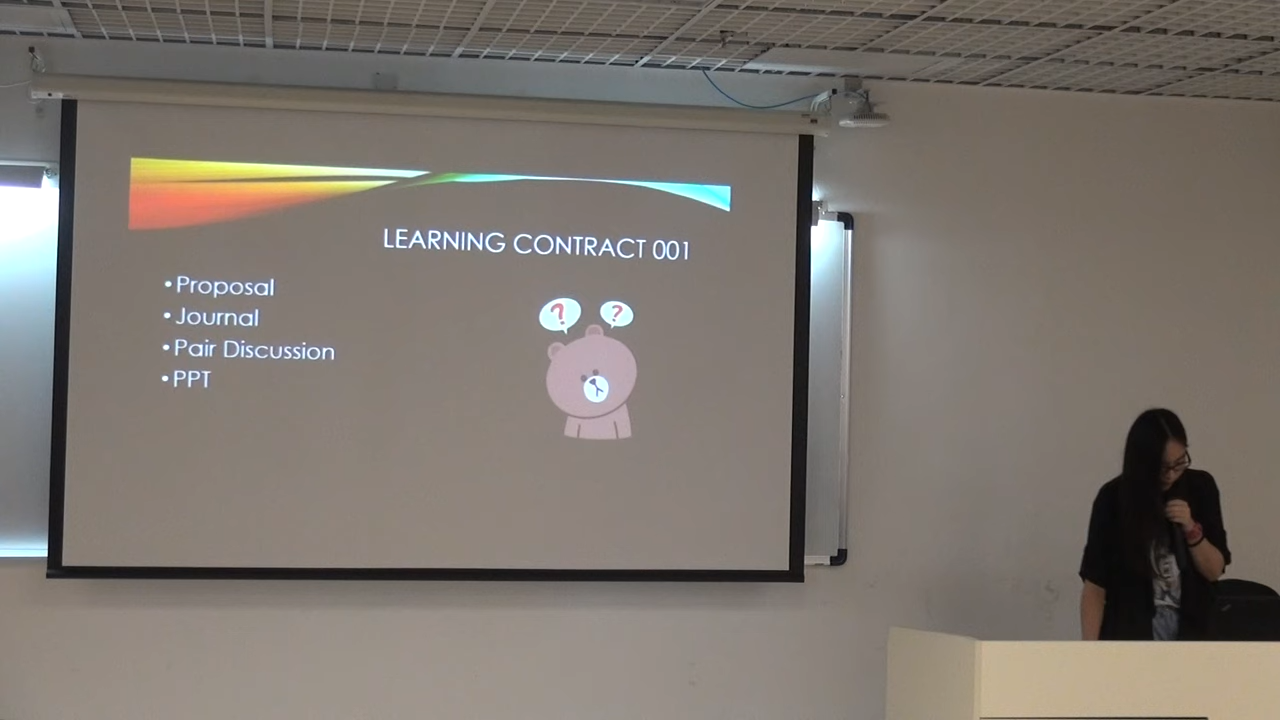 LEARNING CONTRACT 001
• Proposal
• Journal
• Pair Discussion
• PPT
? ?